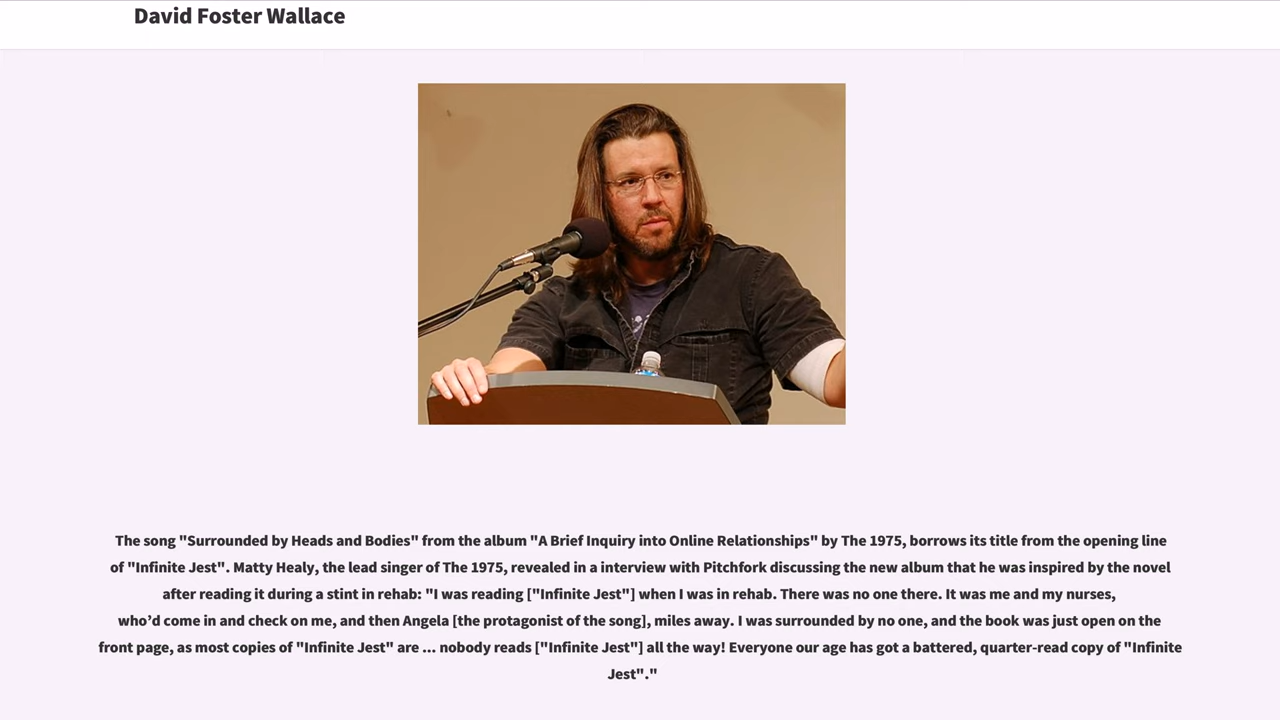 David Foster Wallace
The song "Surrounded by Heads and Bodies" from the album "A Brief Inquiry into Online Relationships" by The 1975, borrows its title from the opening line
of "Infinite Jest". Matty Healy, the lead singer of The 1975, revealed in a interview with Pitchfork discussing the new album that he was inspired by the novel
after reading it during a stint in rehab: "I was reading ["Infinite Jest"] when I was in rehab. There was no one there. It was me and my nurses,
who’d come in and check on me, and then Angela [the protagonist of the song], miles away. I was surrounded by no one, and the book was just open on the
front page, as most copies of "Infinite Jest" are ... nobody reads ["Infinite Jest"] all the way! Everyone our age has got a battered, quarter-read copy of "Infinite
Jest"."